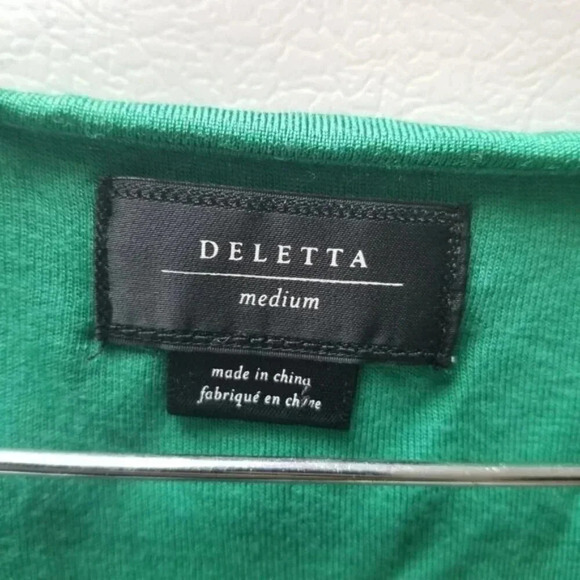 DELETTA
medium
made in china
fabriqué en chine